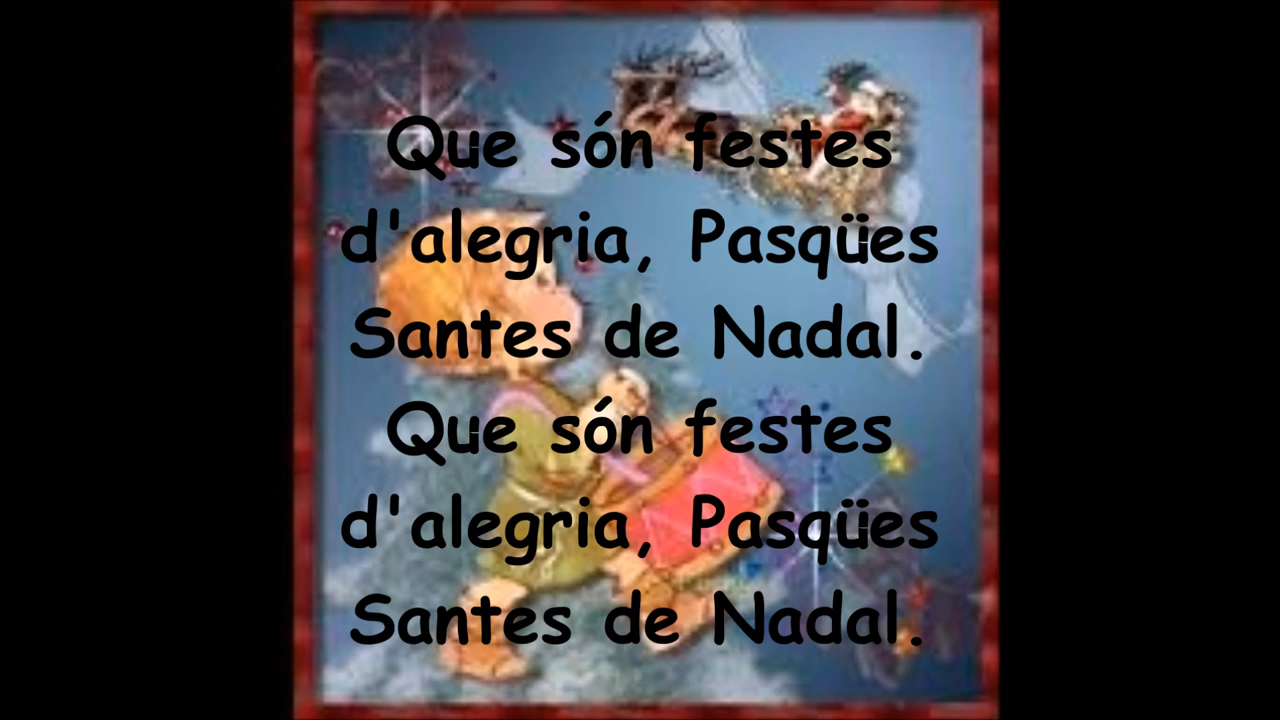 Que són festes
d'alegria, Pasqües
Santes de Nadal.
Que són festes
d'alegria, Pasqües
Santes de Nadal.